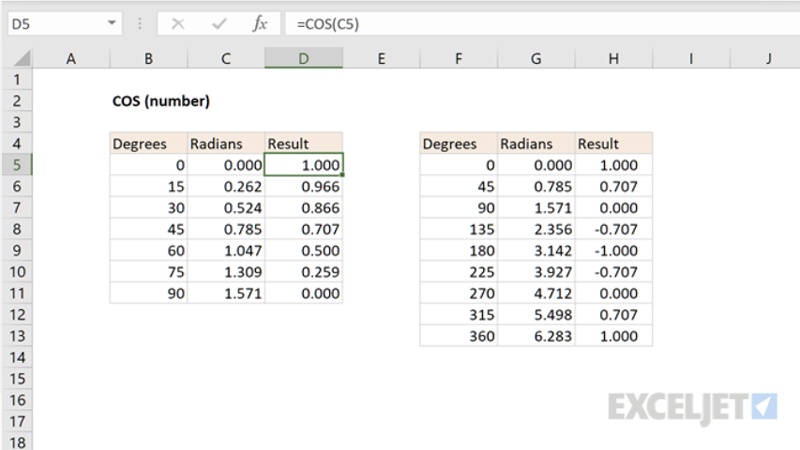 D5 fx =COS(C5)
A B C D E F G H I J
1
2 COS (number)
3
4 Degrees Radians Result Degrees Radians Result
5 0 0.000 1.000 0 0.000 1.000
6 15 0.262 0.966 45 0.785 0.707
7 30 0.524 0.866 90 1.571 0.000
8 45 0.785 0.707 135 2.356 -0.707
9 60 1.047 0.500 180 3.142 -1.000
10 75 1.309 0.259 225 3.927 -0.707
11 90 1.571 0.000 270 4.712 0.000
12 315 5.498 0.707
13 360 6.283 1.000
14
15
16 EXCELJET
17
18